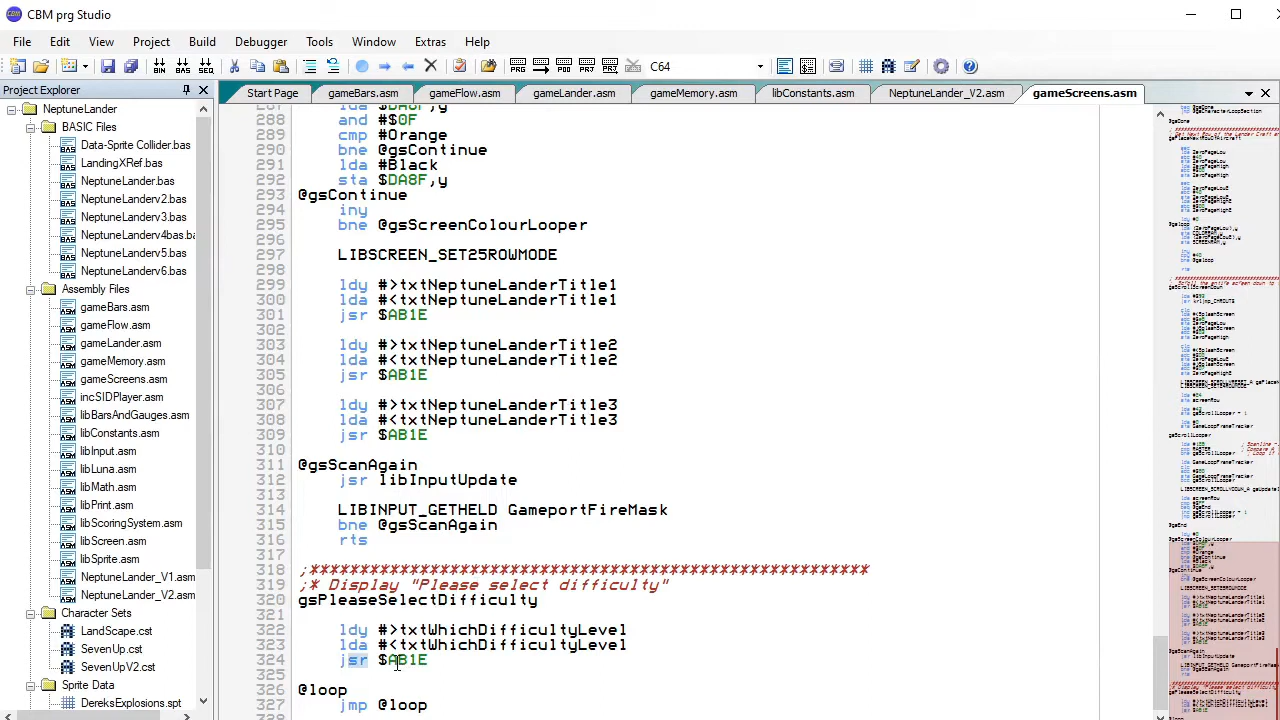 CBM prg Studio
File Edit View Project Build Debugger Tools Window Extras Help
C64
Project Explorer
Start Page gameBars.asm gameFlow.asm gameLander.asm gameMemory.asm libConstants.asm NeptuneLander_V2.asm gameScreens.asm
NeptuneLander
BASIC Files
Data-Sprite Collider.bas
LandingXRef.bas
NeptuneLander.bas
NeptuneLanderv2.bas
NeptuneLanderv3.bas
NeptuneLanderv4bas.ba
NeptuneLanderv5.bas
NeptuneLanderv6.bas
Assembly Files
gameBars.asm
gameFlow.asm
gameLander.asm
gameMemory.asm
gameScreens.asm
incSIDPlayer.asm
libBarsAndGauges.asm
libConstants.asm
libInput.asm
libLuna.asm
libMath.asm
libScoringSystem.asm
libScreen.asm
libSprite.asm
NeptuneLander_V1.asm
NeptuneLander_V2.asm
Character Sets
LandScape.cst
SevernUp.cst
SevernUpV2.cst
Sprite Data
DereksExplosions.spt
287 lda $DA8F,y
288 and #$0F
289 cmp #Orange
290 bne @gsContinue
291 lda #Black
292 sta $DA8F,y
293 @gsContinue
294 iny
295 bne @gsScreenColourLooper
296
297 LIBSCREEN_SET25ROWMODE
298
299 ldy #>txtNeptuneLanderTitle1
300 lda #<txtNeptuneLanderTitle1
301 jsr $AB1E
302
303 ldy #>txtNeptuneLanderTitle2
304 lda #<txtNeptuneLanderTitle2
305 jsr $AB1E
306
307 ldy #>txtNeptuneLanderTitle3
308 lda #<txtNeptuneLanderTitle3
309 jsr $AB1E
310
311 @gsScanAgain
312 jsr libInputUpdate
313
314 LIBINPUT_GETHELD GameportFireMask
315 bne @gsScanAgain
316 rts
317
318 ;********************************************************
319 ;* Display "Please select difficulty"
320 gsPleaseSelectDifficulty
321
322 ldy #>txtWhichDifficultyLevel
323 lda #<txtWhichDifficultyLevel
324 jsr $AB1E
325
326 @loop
327 jmp @loop
328